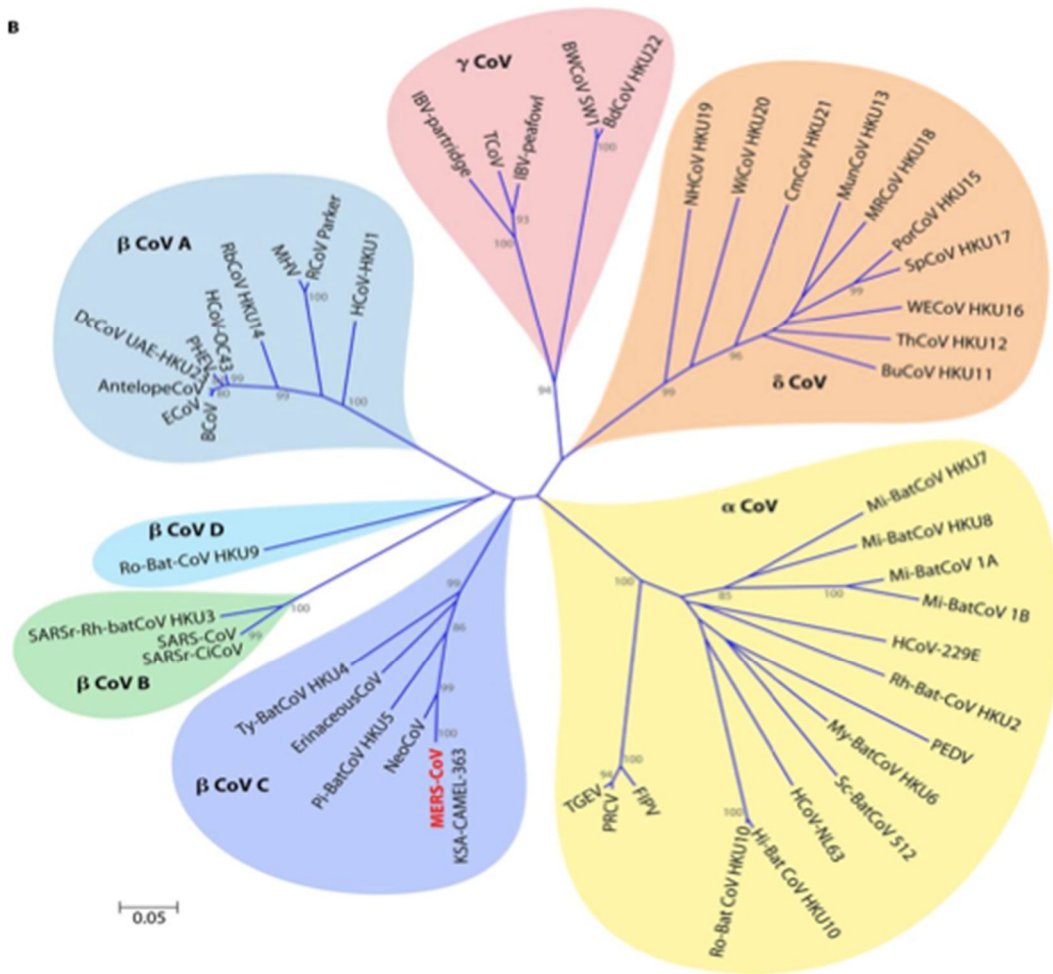 B
γ CoV
IBV-partridge
TCoV
IBV-peafowl
93
100
BWCoV SW1
BdCoV HKU22
100
94
NHCoV HKU19
WiCoV HKU20
CmCoV HKU21
MunCoV HKU13
MRCoV HKU18
PorCoV HKU15
SpCoV HKU17
99
WECoV HKU16
ThCoV HKU12
BuCoV HKU11
96
99
δ CoV
β CoV A
DcCoV UAE-HKU23
PHEV
HCoV-OC43
RbCoV HKU14
MHV
RCoV Parker
100
HCoV-HKU1
AntelopeCoV
ECoV
BCoV
99
80
99
100
β CoV D
Ro-Bat-CoV HKU9
SARSr-Rh-batCoV HKU3
SARS-CoV
SARSr-CiCoV
100
99
β CoV B
99
86
99
100
Ty-BatCoV HKU4
ErinaceousCoV
Pi-BatCoV HKU5
NeoCoV
MERS-CoV
KSA-CAMEL-363
β CoV C
α CoV
Mi-BatCoV HKU7
Mi-BatCoV HKU8
Mi-BatCoV 1A
Mi-BatCoV 1B
85
100
HCoV-229E
Rh-Bat-CoV HKU2
PEDV
My-BatCoV HKU6
Sc-BatCoV 512
HCoV-NL63
Hi-Bat CoV HKU10
Ro-Bat CoV HKU10
100
100
100
94
TGEV
PRCV
FIPV
0.05